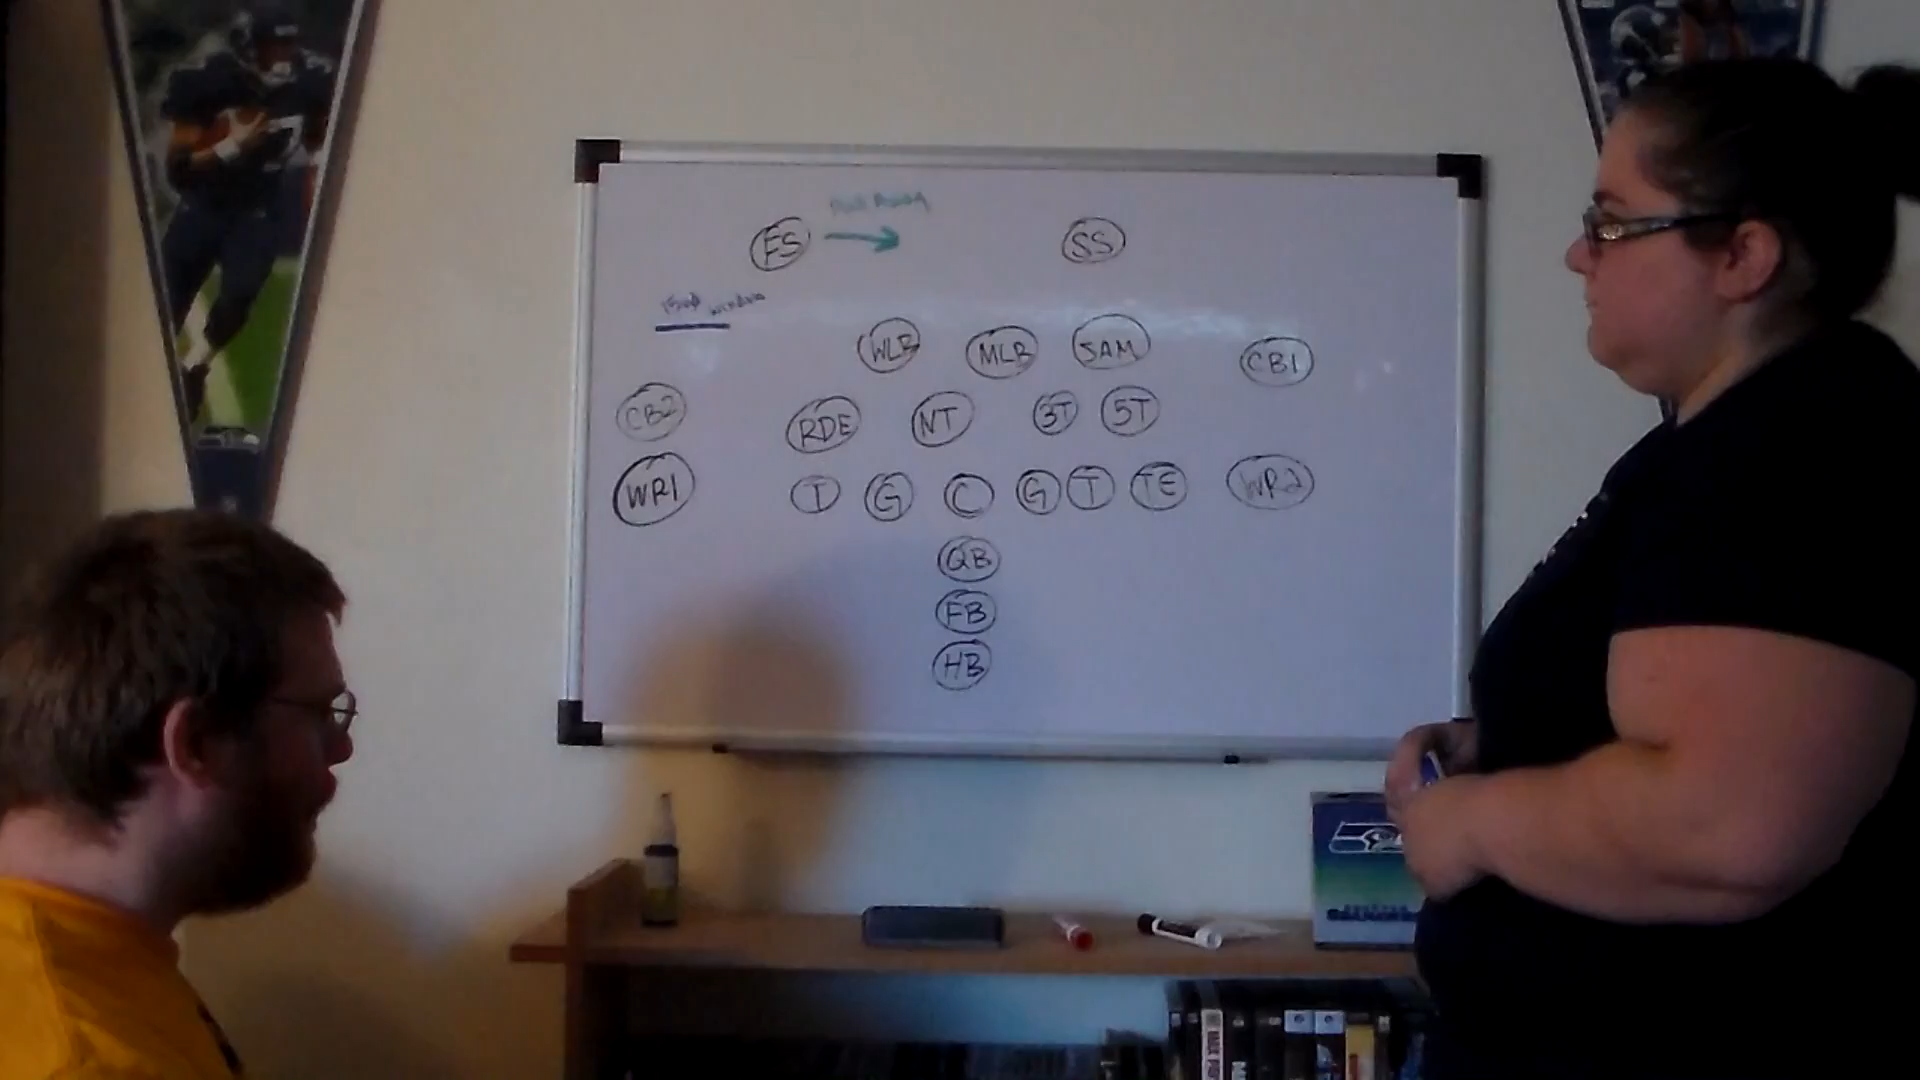 FS SS
WLB MLB SAM CB1
CB2 RDE NT 3T 5T
WR1 T G C G T TE WR2
QB
FB
HB